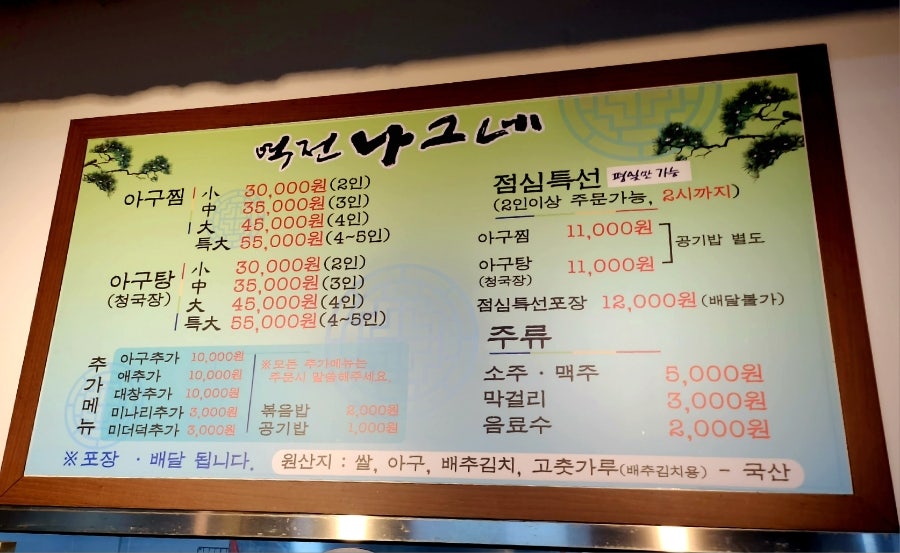 역전 나그네
아구찜 小 30,000원(2인)
中 35,000원(3인)
大 45,000원(4인)
특大 55,000원(4~5인)
아구탕 小 30,000원(2인)
(청국장) 中 35,000원(3인)
大 45,000원(4인)
특大 55,000원(4~5인)
추가메뉴
아구추가 10,000원
애추가 10,000원
대창추가 10,000원
미나리추가 3,000원
미더덕추가 3,000원
※모든 추가메뉴는
주문시 말씀해주세요.
볶음밥 2,000원
공기밥 1,000원
※포장 · 배달 됩니다.
점심특선 평일만 가능
(2인이상 주문가능, 2시까지)
아구찜 11,000원
아구탕 11,000원
(청국장)
공기밥 별도
점심특선포장 12,000원 (배달불가)
주류
소주 · 맥주 5,000원
막걸리 3,000원
음료수 2,000원
원산지 : 쌀, 아구, 배추김치, 고춧가루(배추김치용) - 국산